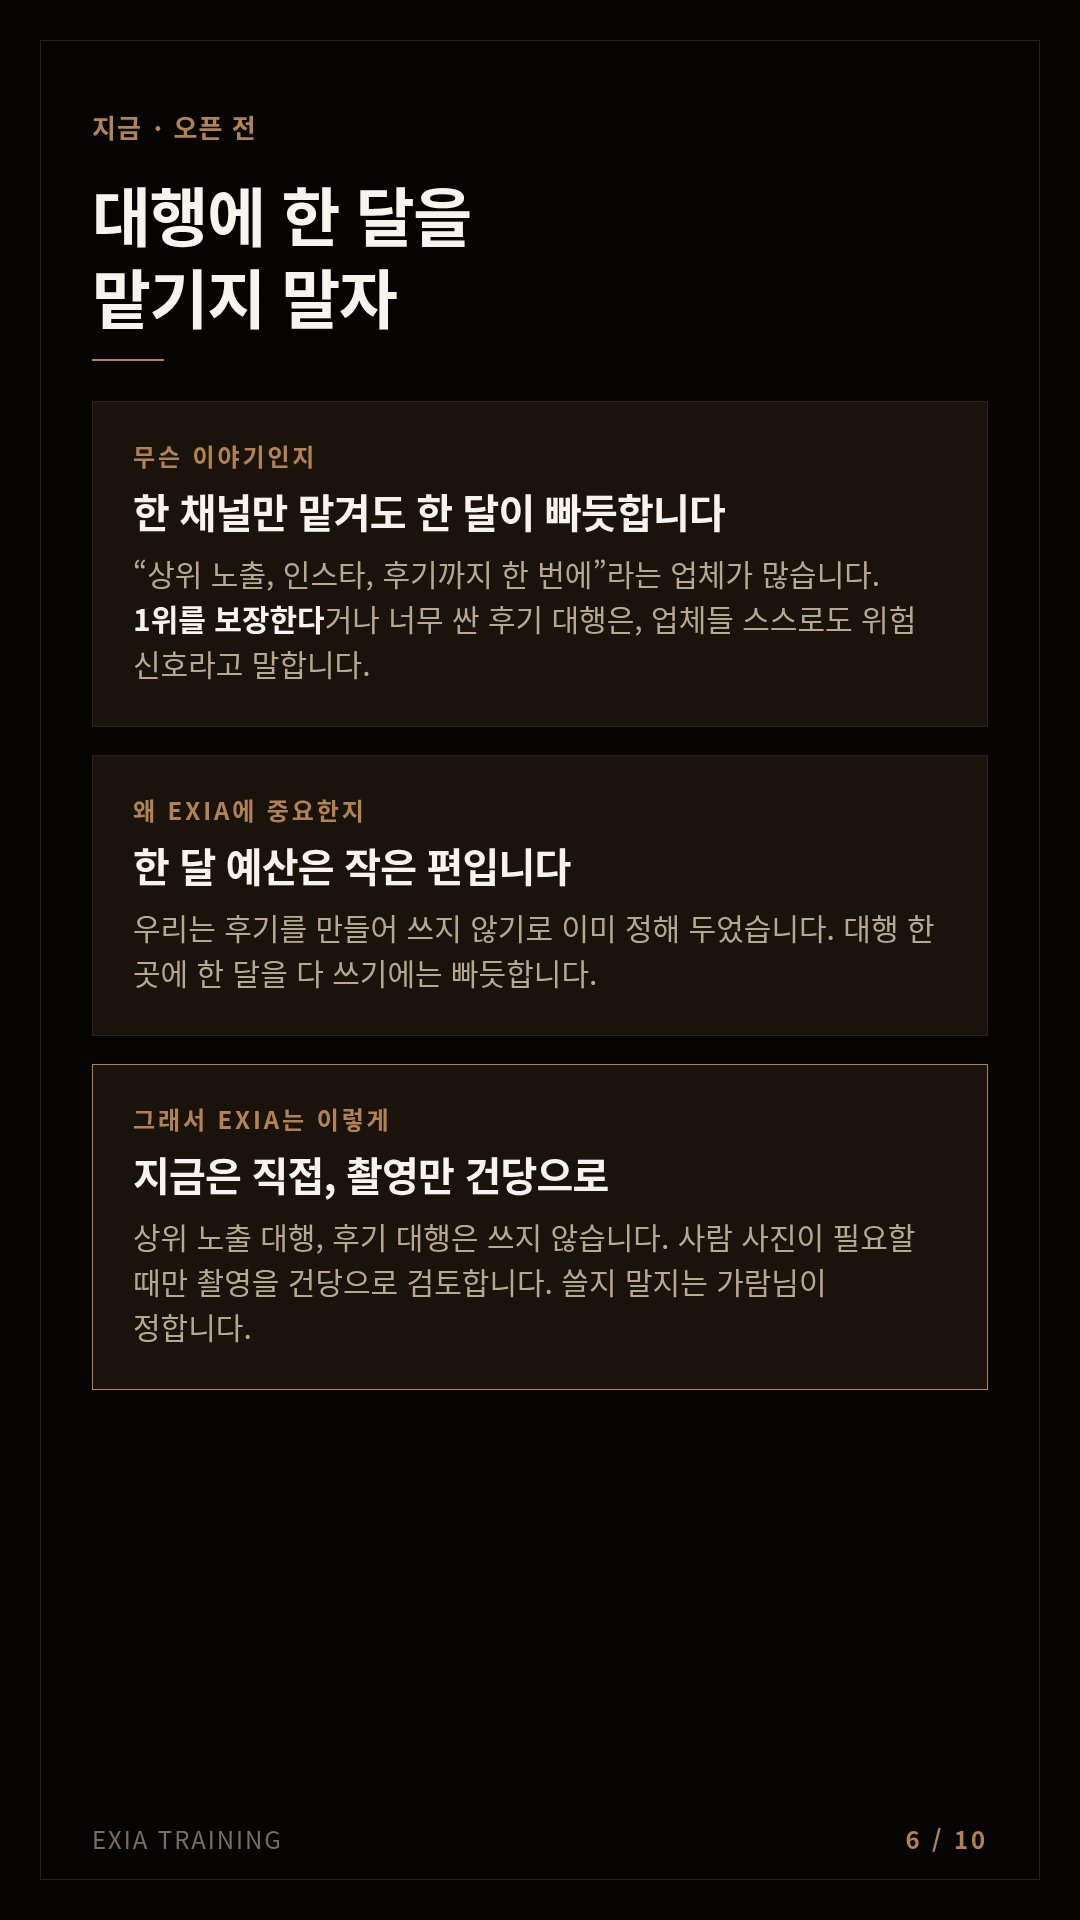 지금 · 오픈 전
대행에 한 달을
맡기지 말자
무슨 이야기인지
한 채널만 맡겨도 한 달이 빠듯합니다
“상위 노출, 인스타, 후기까지 한 번에”라는 업체가 많습니다.
1위를 보장한다거나 너무 싼 후기 대행은, 업체들 스스로도 위험
신호라고 말합니다.
왜 EXIA에 중요한지
한 달 예산은 작은 편입니다
우리는 후기를 만들어 쓰지 않기로 이미 정해 두었습니다. 대행 한
곳에 한 달을 다 쓰기에는 빠듯합니다.
그래서 EXIA는 이렇게
지금은 직접, 촬영만 건당으로
상위 노출 대행, 후기 대행은 쓰지 않습니다. 사람 사진이 필요할
때만 촬영을 건당으로 검토합니다. 쓸지 말지는 가람님이
정합니다.
EXIA TRAINING
6 / 10